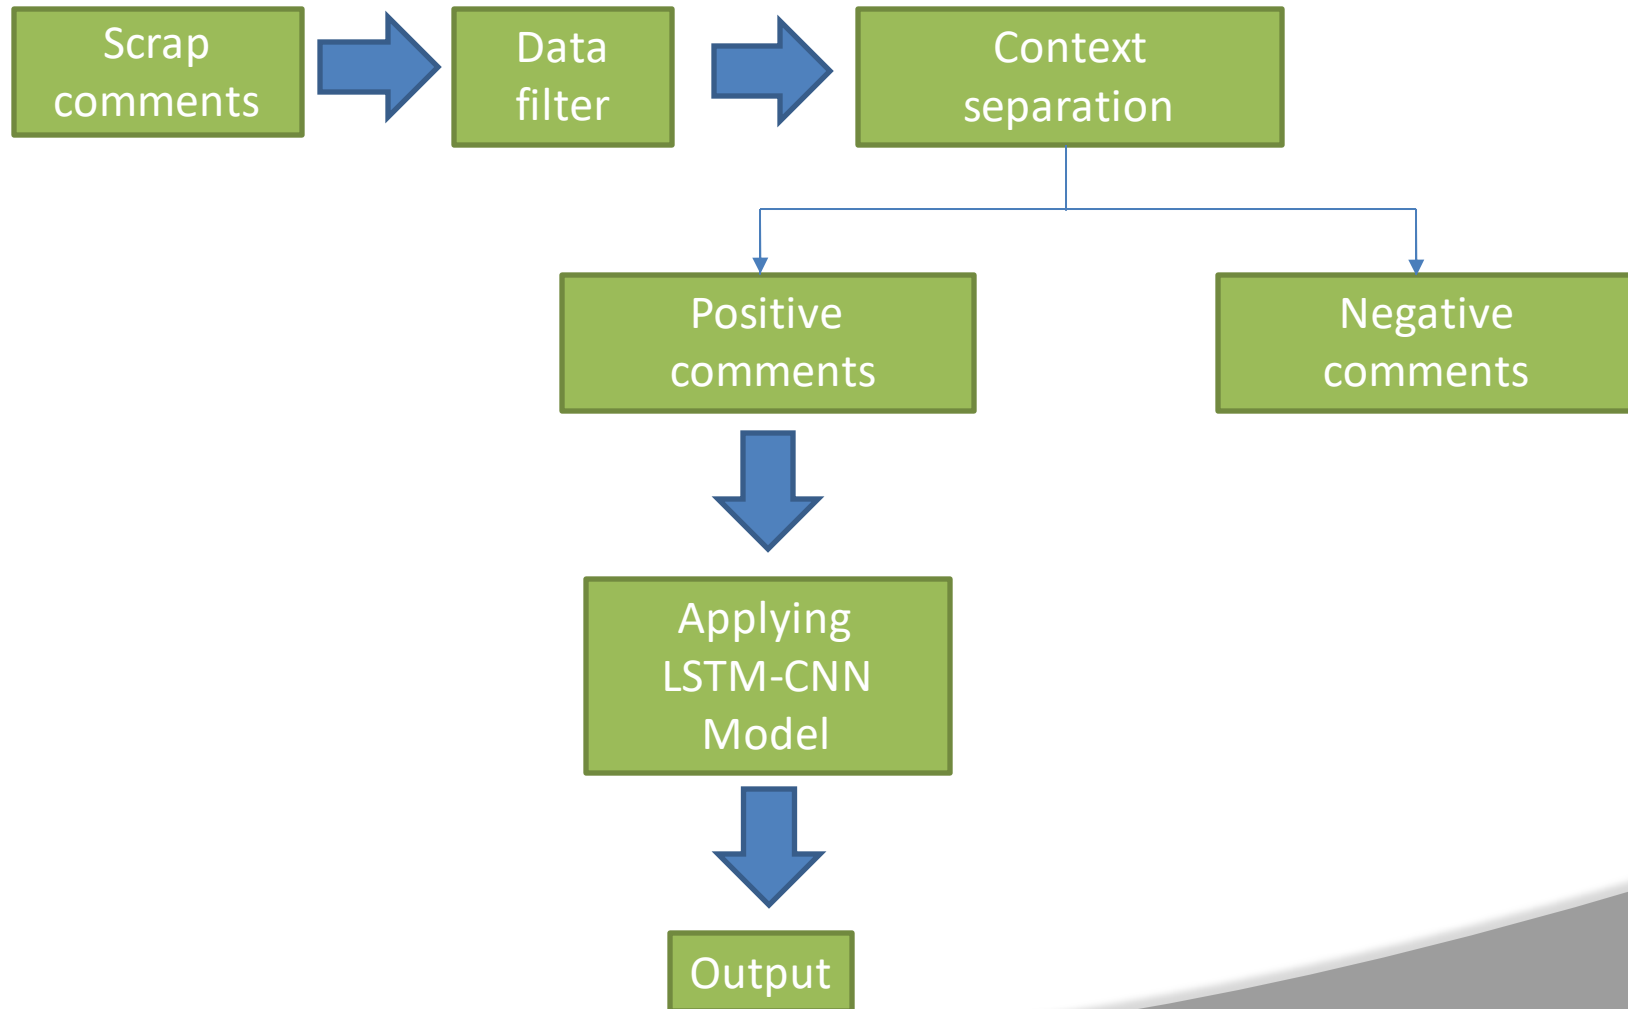 Scrap
comments
Data
filter
Context
separation
Positive
comments
Negative
comments
Applying
LSTM-CNN
Model
Output